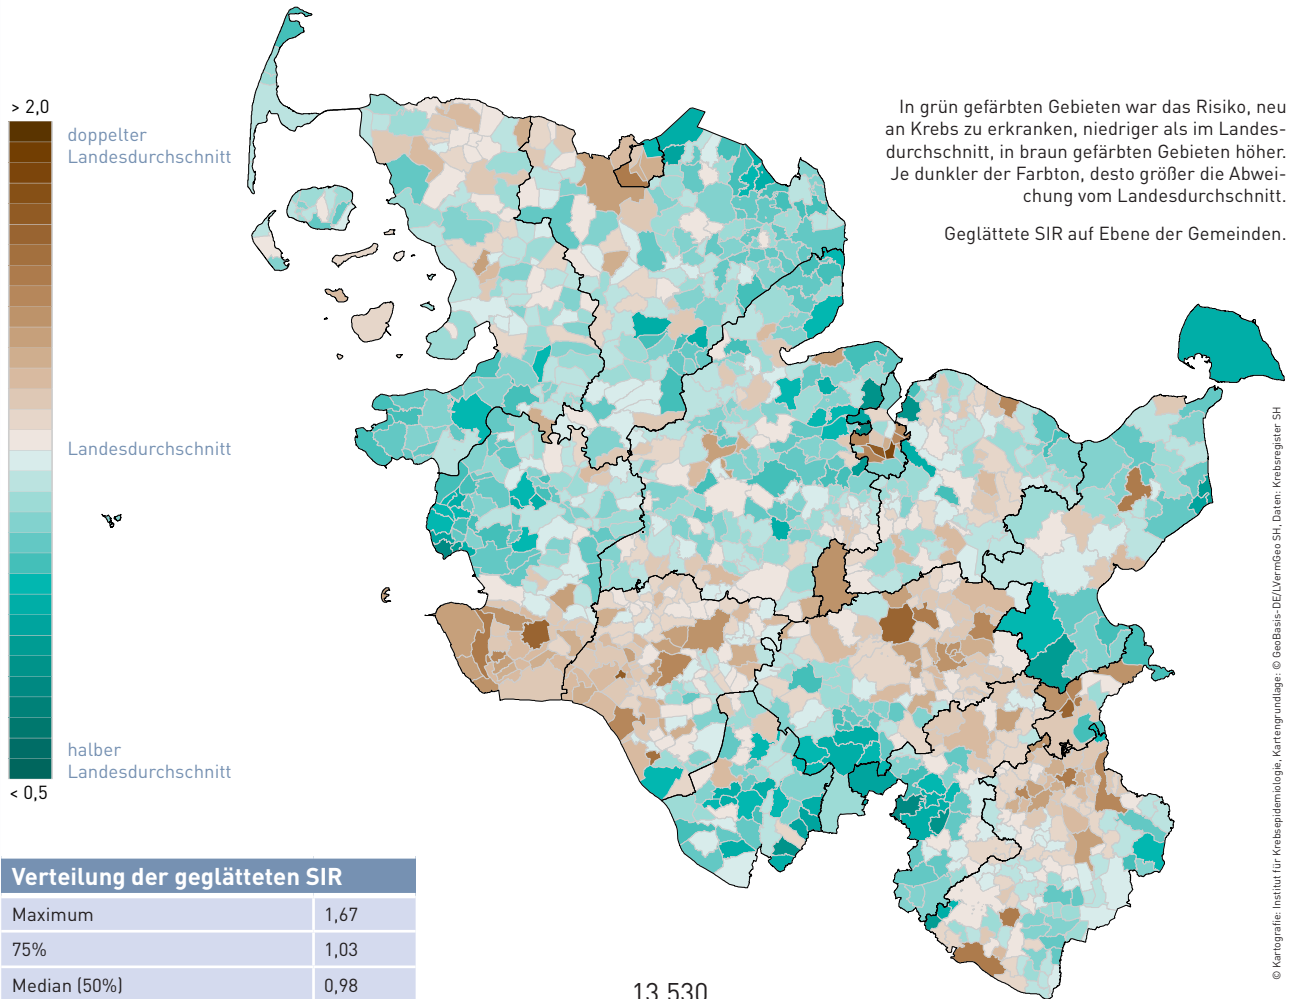 > 2,0
doppelter
Landesdurchschnitt
Landesdurchschnitt
halber
Landesdurchschnitt
< 0,5
In grün gefärbten Gebieten war das Risiko, neu
an Krebs zu erkranken, niedriger als im Landes-
durchschnitt, in braun gefärbten Gebieten höher.
Je dunkler der Farbton, desto größer die Abwei-
chung vom Landesdurchschnitt.
Geglättete SIR auf Ebene der Gemeinden.
© Kartografie: Institut für Krebsepidemiologie, Kartengrundlage: © GeoBasis-DE/LVermGeo SH, Daten: Krebsregister SH
Verteilung der geglätteten SIR
Maximum 1,67
75% 1,03
Median (50%) 0,98
13.530